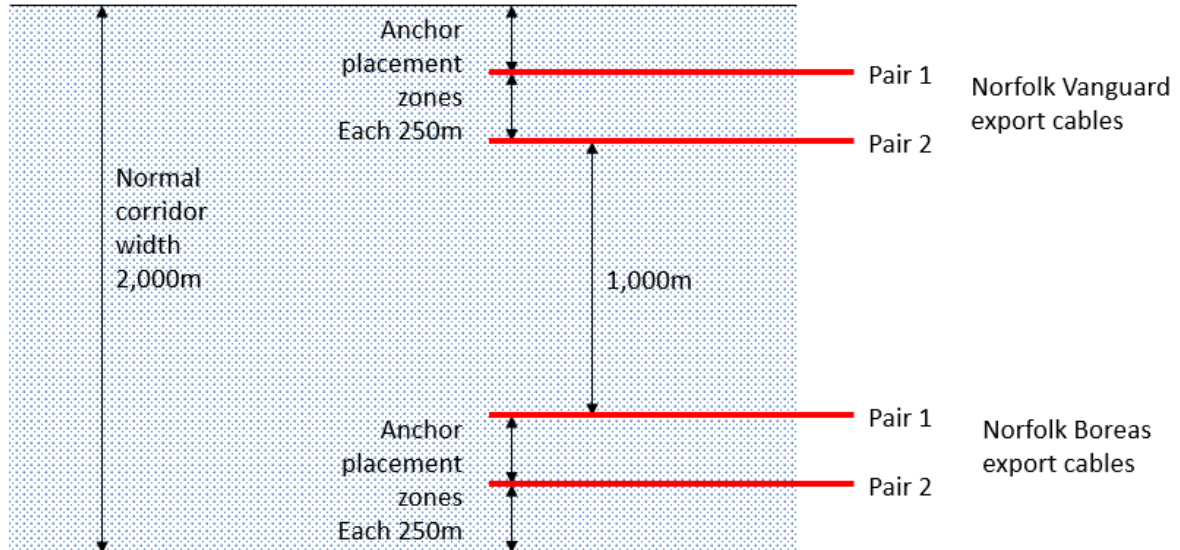 Anchor
placement
zones
Each 250m
Pair 1
Norfolk Vanguard
export cables
Pair 2
Normal
corridor
width
2,000m
1,000m
Anchor
placement
zones
Each 250m
Pair 1
Norfolk Boreas
export cables
Pair 2